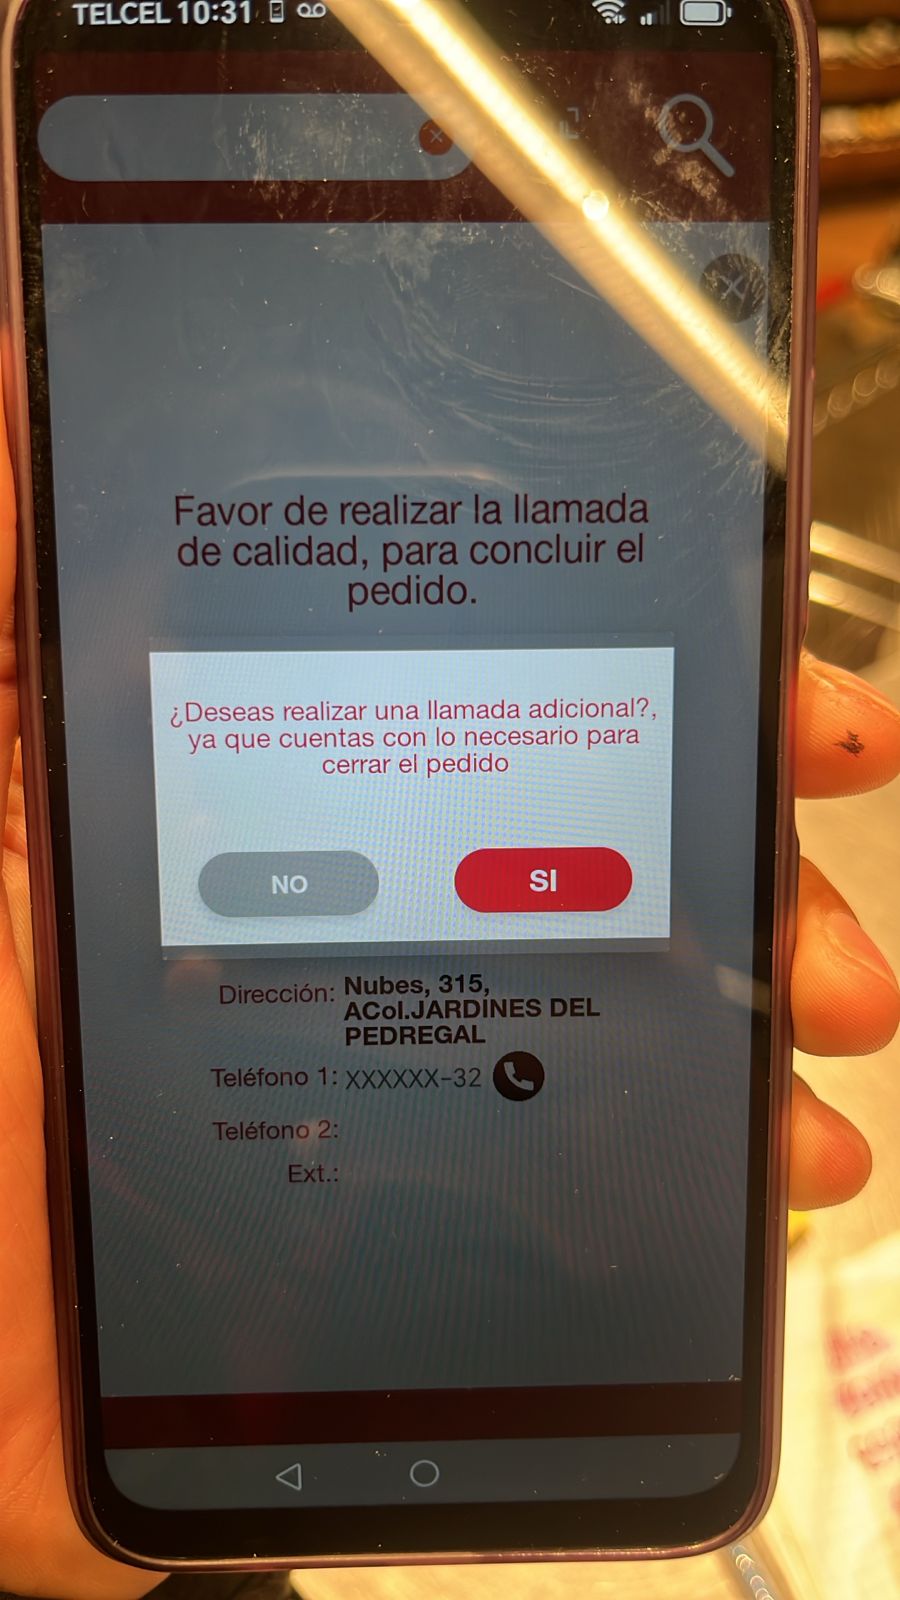 TELCEL 10:31
Favor de realizar la llamada
de calidad, para concluir el
pedido.
¿Deseas realizar una llamada adicional?,
ya que cuentas con lo necesario para
cerrar el pedido
NO
SI
Dirección: Nubes, 315,
ACol.JARDINES DEL
PEDREGAL
Teléfono 1: XXXXXX-32
Teléfono 2:
Ext.: